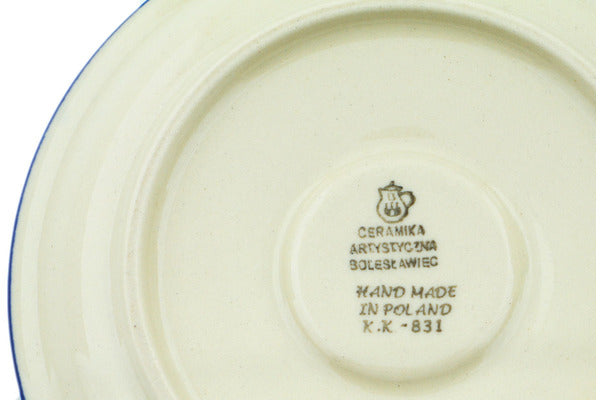 CERAMIKA
ARTYSTYCZNA
BOLESŁAWIEC
HAND MADE
IN POLAND
K.K.-831